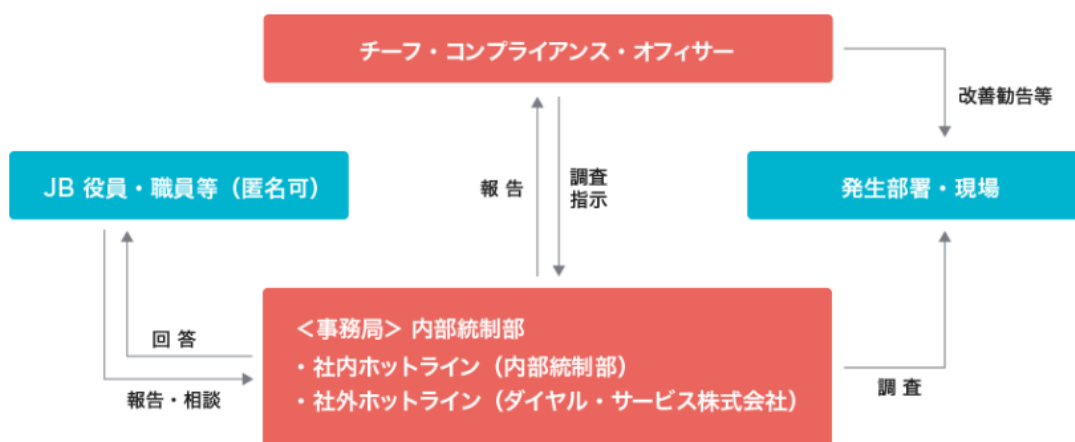 チーフ・コンプライアンス・オフィサー
改善勧告等
JB 役員・職員等（匿名可）
報告
調査
指示
発生部署・現場
＜事務局＞ 内部統制部
・社内ホットライン（内部統制部）
・社外ホットライン（ダイヤル・サービス株式会社）
回答
報告・相談
調査